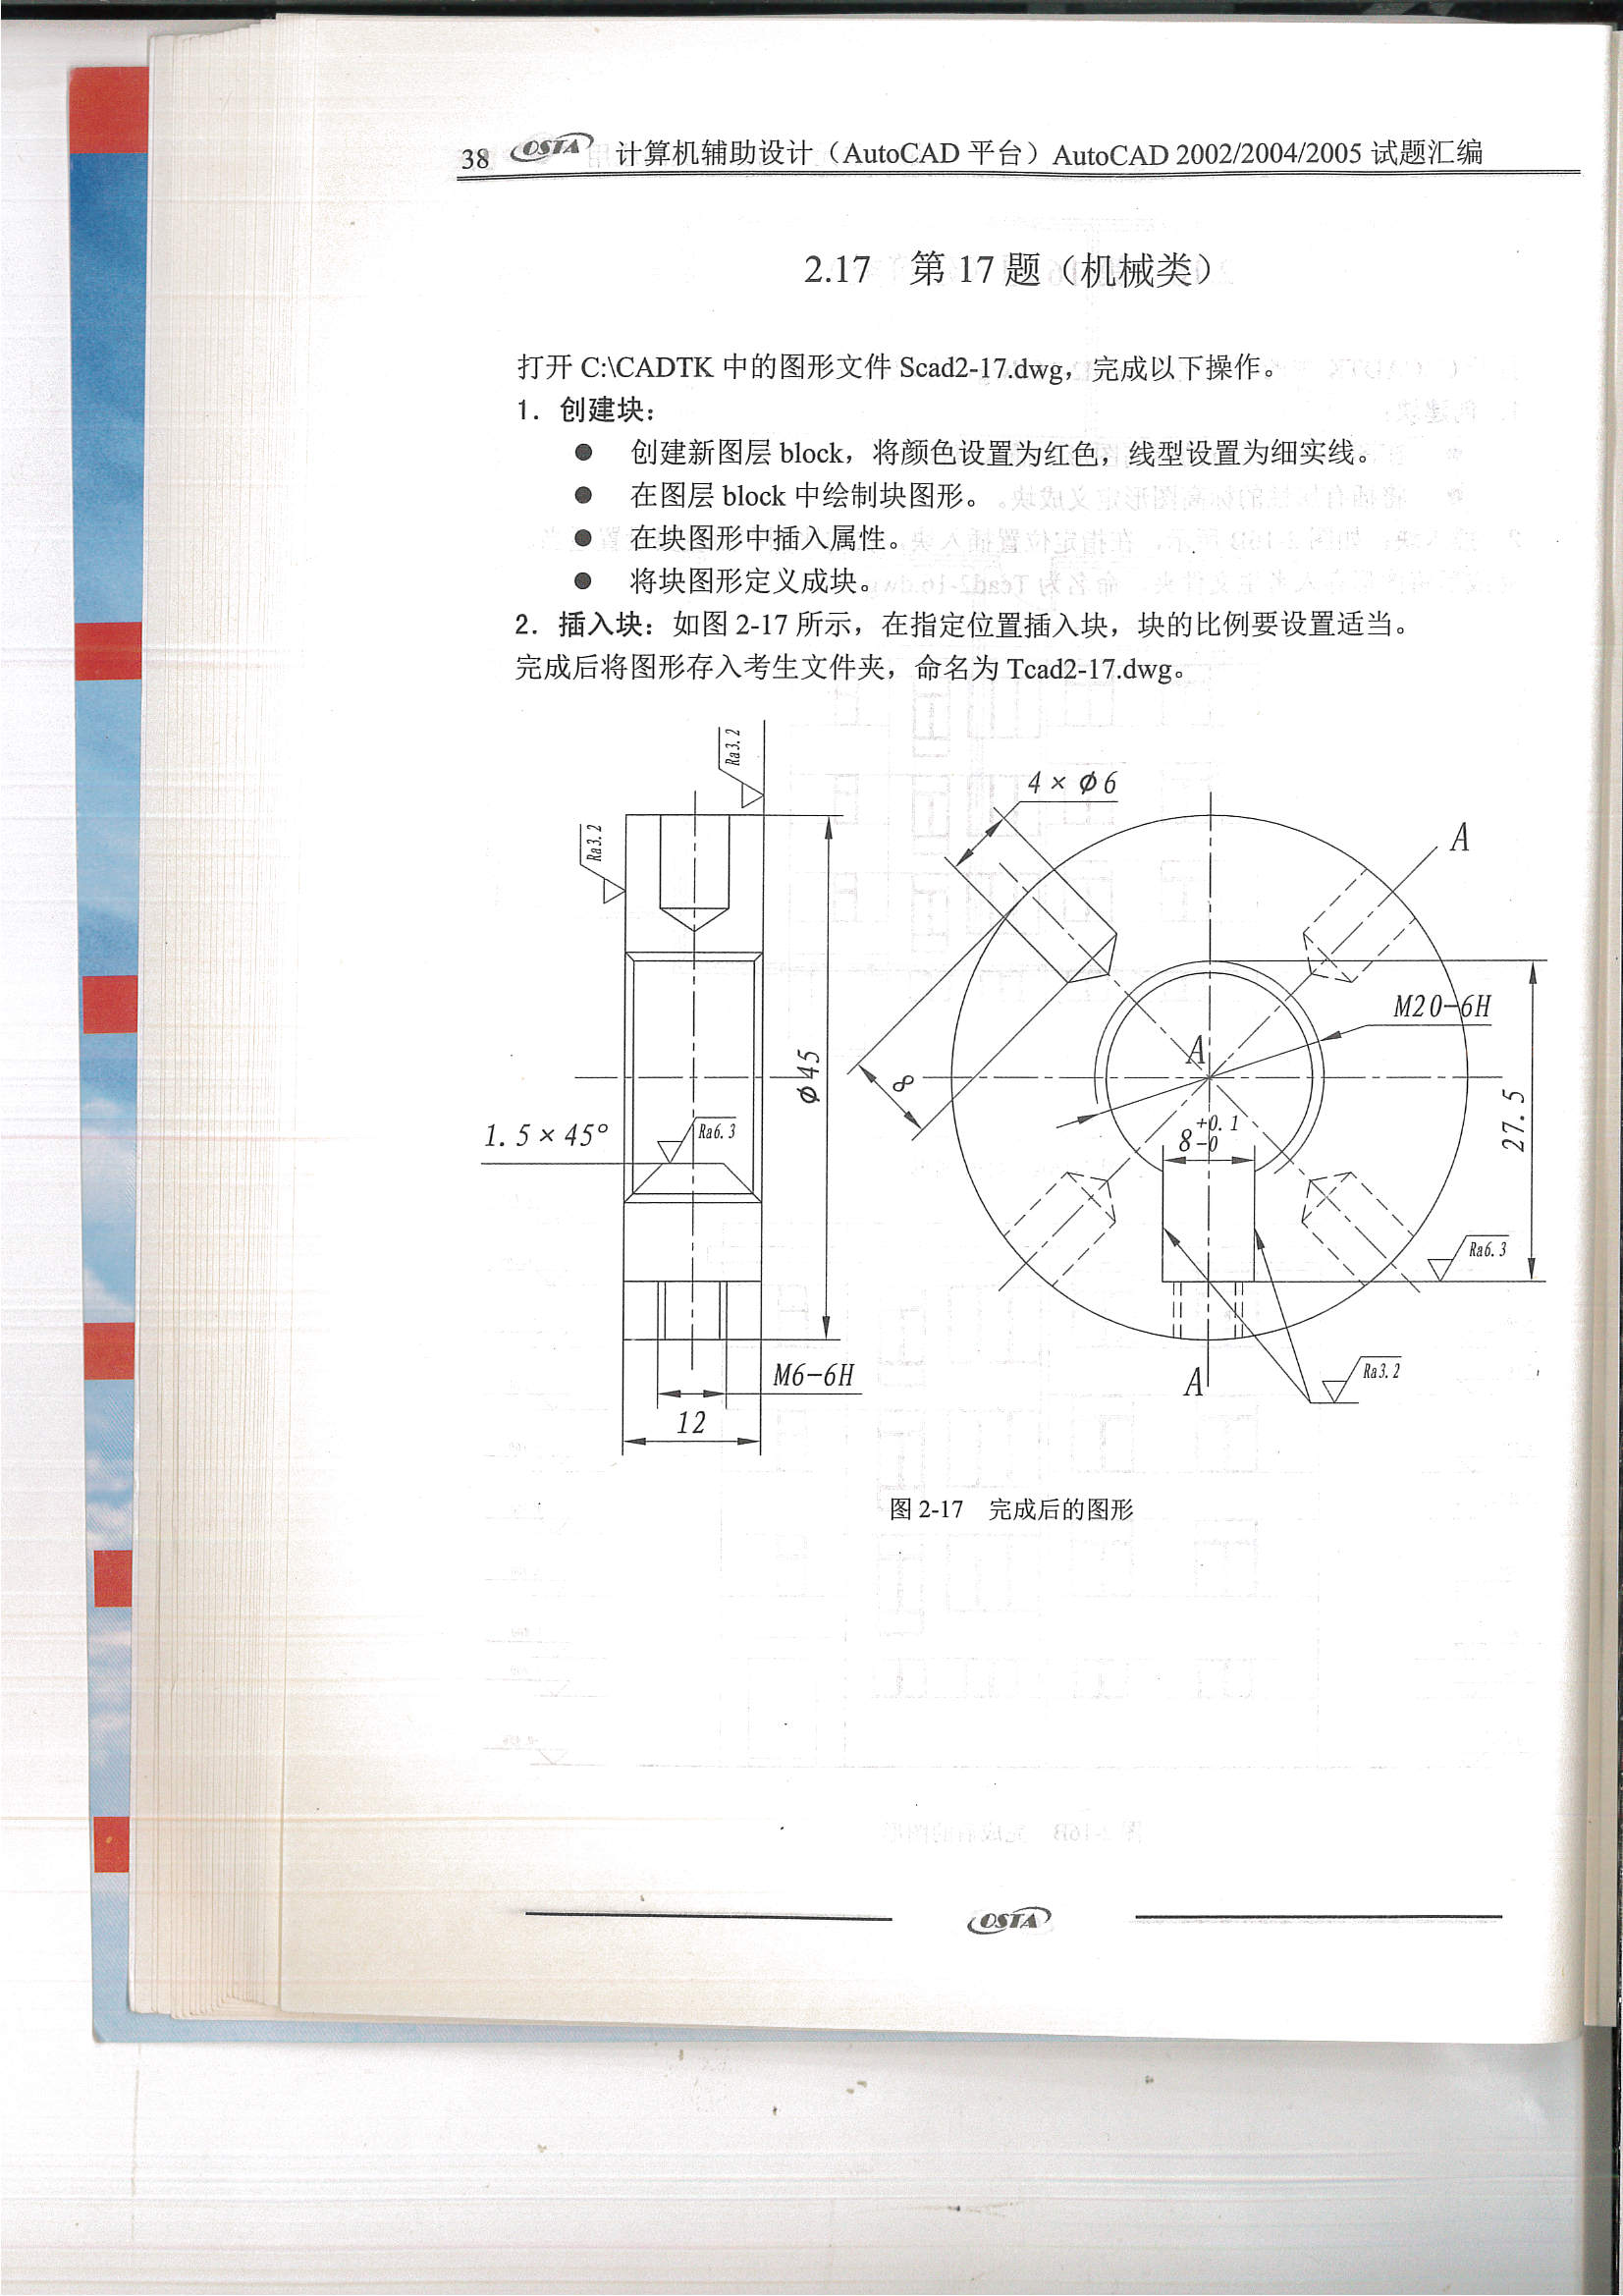 38 OSTA 计算机辅助设计（AutoCAD 平台）AutoCAD 2002/2004/2005 试题汇编
2.17 第 17 题（机械类）
打开 C:\CADTK 中的图形文件 Scad2-17.dwg，完成以下操作。
1．创建块：
● 创建新图层 block，将颜色设置为红色，线型设置为细实线。
● 在图层 block 中绘制块图形。
● 在块图形中插入属性。
● 将块图形定义成块。
2．插入块：如图 2-17 所示，在指定位置插入块，块的比例要设置适当。
完成后将图形存入考生文件夹，命名为 Tcad2-17.dwg。
Ra3.2
Ra3.2
4×Φ6
A
M20-6H
A
Φ45
8
1.5×45°
Ra6.3
8+0.1-0
27.5
Ra6.3
M6-6H
A
Ra3.2
12
图 2-17 完成后的图形
OSTA